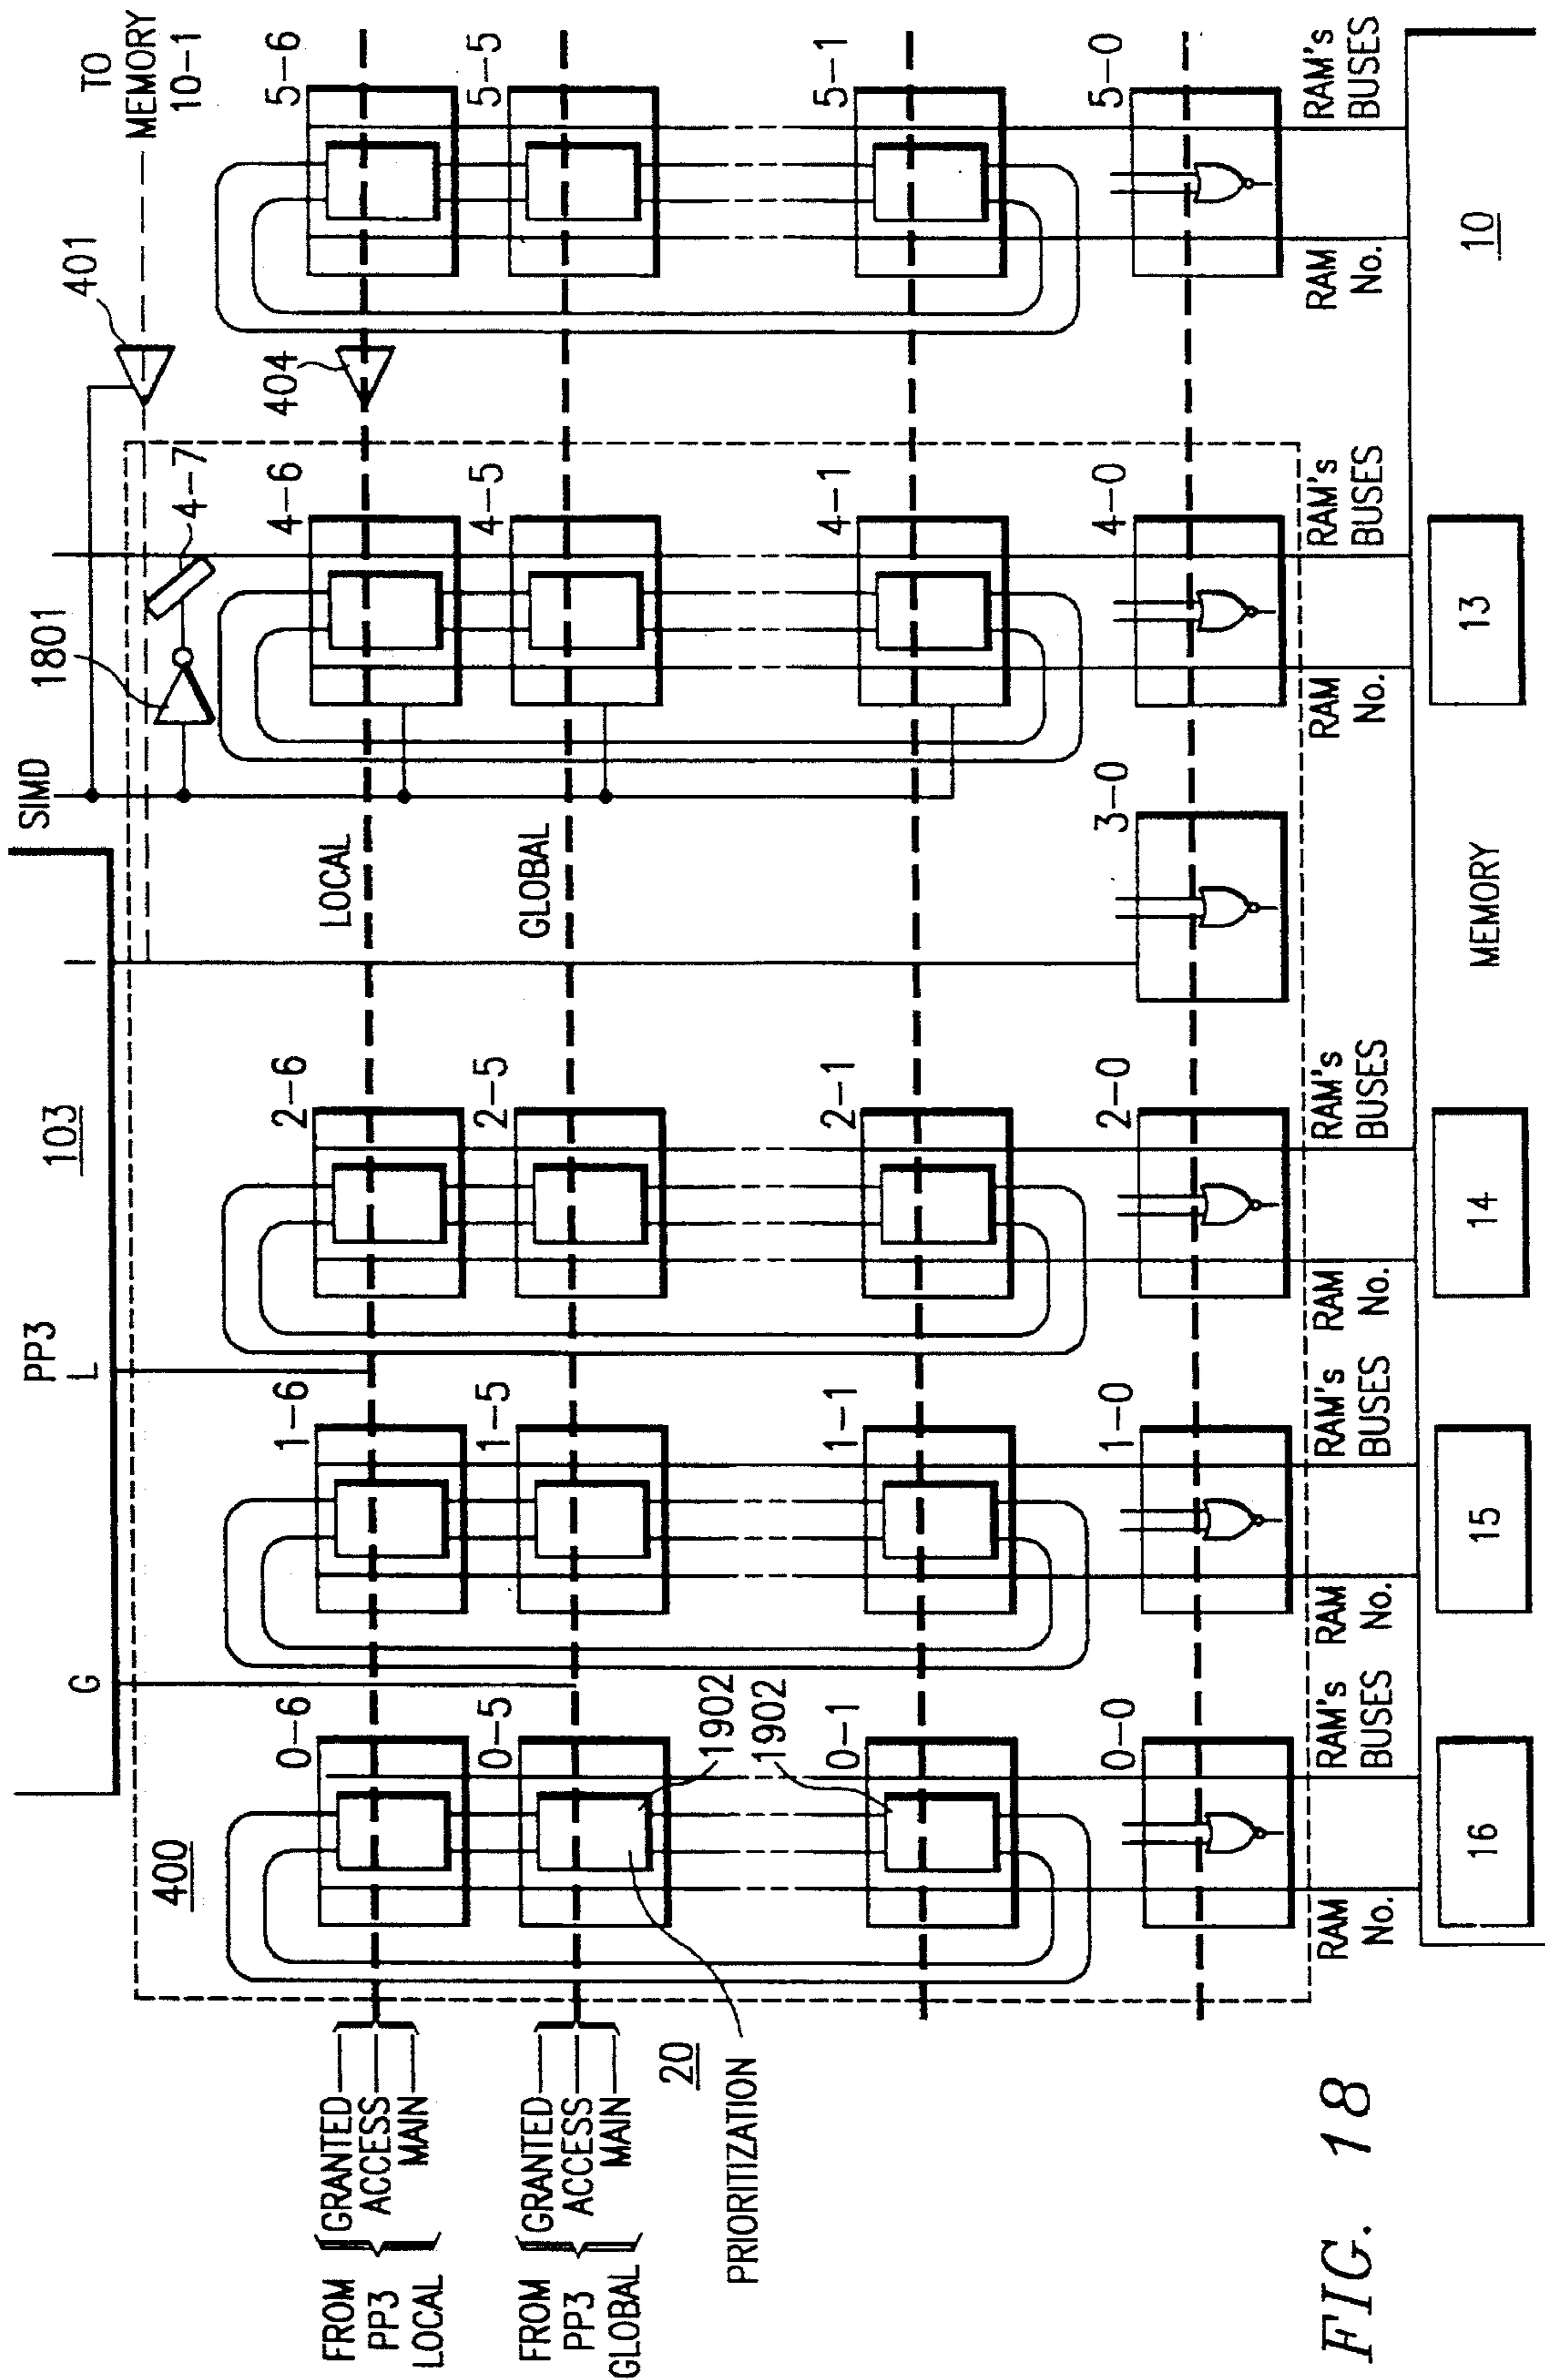 TO
MEMORY
10-1
401
SIMD
1801
4-7
103
PP3
G
L
I
400
404
0-6
1-6
2-6
LOCAL
4-6
5-6
0-5
1-5
2-5
GLOBAL
4-5
5-5
1902
1902
0-1
1-1
2-1
4-1
5-1
0-0
1-0
2-0
3-0
4-0
5-0
FROM
PP3
LOCAL
GRANTED
ACCESS
MAIN
FROM
PP3
GLOBAL
GRANTED
ACCESS
MAIN
20
PRIORITIZATION
RAM
No.
RAM's
BUSES
RAM
No.
RAM's
BUSES
RAM
No.
RAM's
BUSES
RAM
No.
RAM's
BUSES
RAM
No.
RAM's
BUSES
16
15
14
MEMORY
13
10
FIG. 18